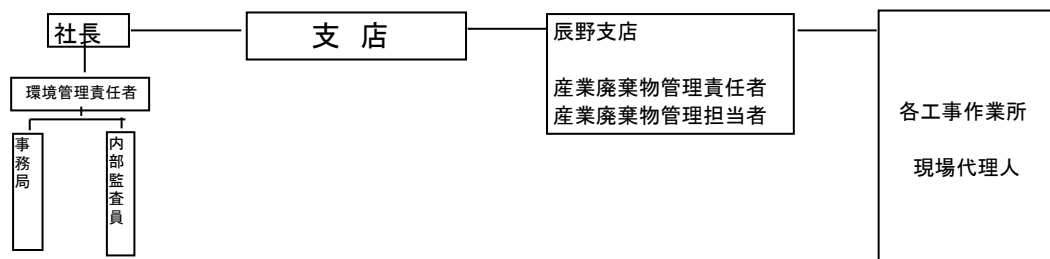 社長
支 店
辰野支店
産業廃棄物管理責任者
産業廃棄物管理担当者
各工事作業所
現場代理人
環境管理責任者
事務局
内部監査員